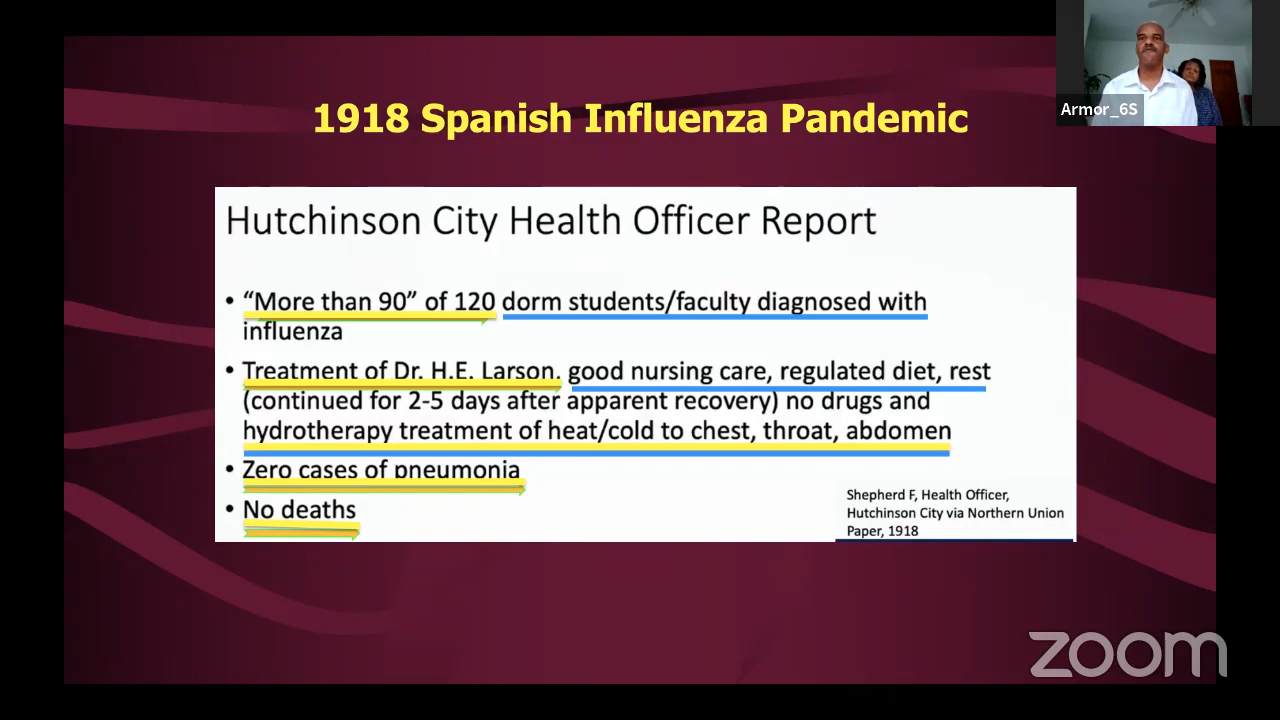 Armor_6S
1918 Spanish Influenza Pandemic
Hutchinson City Health Officer Report
• “More than 90” of 120 dorm students/faculty diagnosed with
influenza
• Treatment of Dr. H.E. Larson. good nursing care, regulated diet, rest
(continued for 2-5 days after apparent recovery) no drugs and
hydrotherapy treatment of heat/cold to chest, throat, abdomen
• Zero cases of pneumonia
• No deaths
Shepherd F, Health Officer,
Hutchinson City via Northern Union
Paper, 1918
zoom